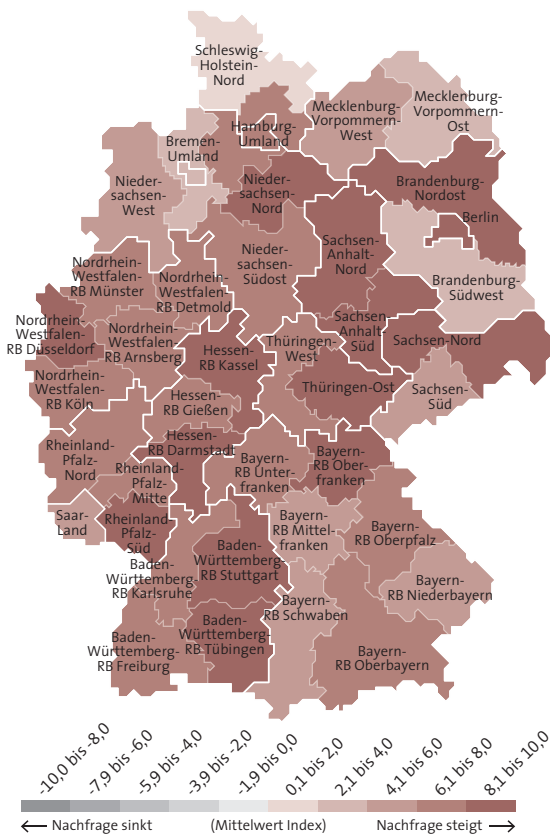 Schleswig-
Holstein-
Nord
Mecklenburg-
Vorpommern-
West
Mecklenburg-
Vorpommern-
Ost
Hamburg-
Umland
Bremen-
Umland
Nieder-
sachsen-
West
Nieder-
sachsen-
Nord
Brandenburg-
Nordost
Berlin
Nieder-
sachsen-
Südost
Sachsen-
Anhalt-
Nord
Brandenburg-
Südwest
Nordrhein-
Westfalen-
RB Münster
Nordrhein-
Westfalen-
RB Detmold
Nordrhein-
Westfalen-
RB Düsseldorf
Nordrhein-
Westfalen-
RB Arnsberg
Hessen-
RB Kassel
Thüringen-
West
Sachsen-
Anhalt-
Süd
Sachsen-Nord
Nordrhein-
Westfalen-
RB Köln
Hessen-
RB Gießen
Thüringen-Ost
Sachsen-
Süd
Rheinland-
Pfalz-
Nord
Hessen-
RB Darmstadt
Rheinland-
Pfalz-
Mitte
Bayern-
RB Unter-
franken
Bayern-
RB Ober-
franken
Saar-
Land
Rheinland-
Pfalz-
Süd
Bayern-
RB Mittel-
franken
Bayern-
RB Oberpfalz
Baden-
Württemberg-
RB Karlsruhe
Baden-
Württemberg-
RB Stuttgart
Bayern-
RB Schwaben
Bayern-
RB Niederbayern
Baden-
Württemberg-
RB Freiburg
Baden-
Württemberg-
RB Tübingen
Bayern-
RB Oberbayern
-10,0 bis -8,0
-7,9 bis -6,0
-5,9 bis -4,0
-3,9 bis -2,0
-1,9 bis 0,0
0,1 bis 2,0
2,1 bis 4,0
4,1 bis 6,0
6,1 bis 8,0
8,1 bis 10,0
← Nachfrage sinkt
(Mittelwert Index)
Nachfrage steigt →